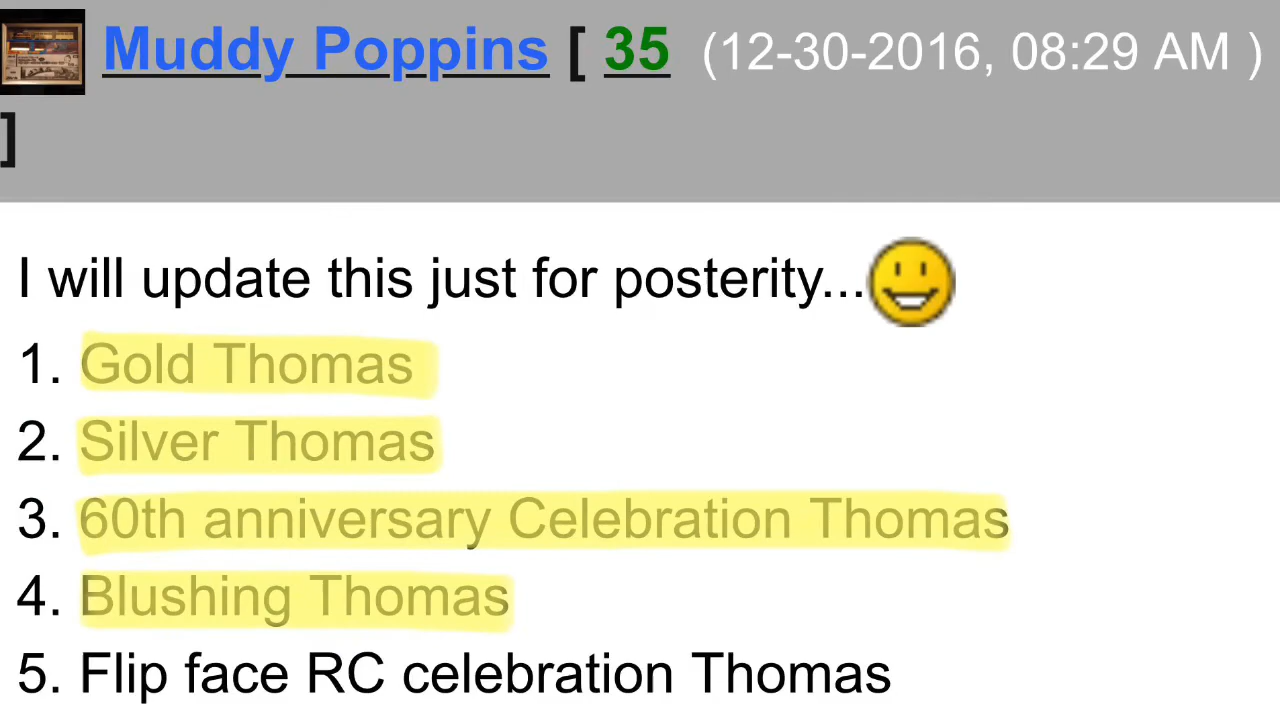 Muddy Poppins [ 35 (12-30-2016, 08:29 AM )
]
I will update this just for posterity...
1. Gold Thomas
2. Silver Thomas
3. 60th anniversary Celebration Thomas
4. Blushing Thomas
5. Flip face RC celebration Thomas